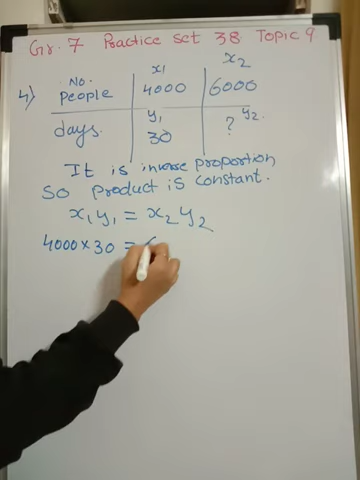 Gr. 7 Practice Set 38 Topic 9
x1 x2
4) No. people 4000 6000
y1 y2
days. 30 ?
It is inverse proportion
So product is constant.
x1y1 = x2y2
4000 × 30 =